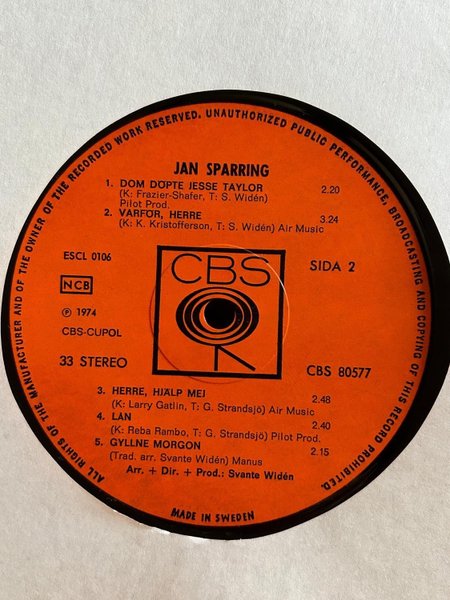 ALL RIGHTS OF THE MANUFACTURER AND OF THE OWNER OF THE RECORDED WORK RESERVED. UNAUTHORIZED PUBLIC PERFORMANCE, BROADCASTING AND COPYING OF THIS RECORD PROHIBITED.
JAN SPARRING
1. DOM DÖPTE JESSE TAYLOR 2.20
(K: Frazier-Shafer, T: S. Widén)
Pilot Prod.
2. VARFÖR, HERRE 3.24
(K: K. Kristofferson, T: S. Widén) Air Music
ESCL 0106
CBS
SIDA 2
NCB
Ⓟ 1974
CBS-CUPOL
33 STEREO
CBS 80577
3. HERRE, HJÄLP MEJ 2.48
(K: Larry Gatlin, T: G. Strandsjö) Air Music
4. LÅN 2.40
(K: Reba Rambo, T: G. Strandsjö) Pilot Prod.
5. GYLLNE MORGON 2.15
(Trad. arr. Svante Widén) Manus
Arr. + Dir. + Prod.: Svante Widén
MADE IN SWEDEN